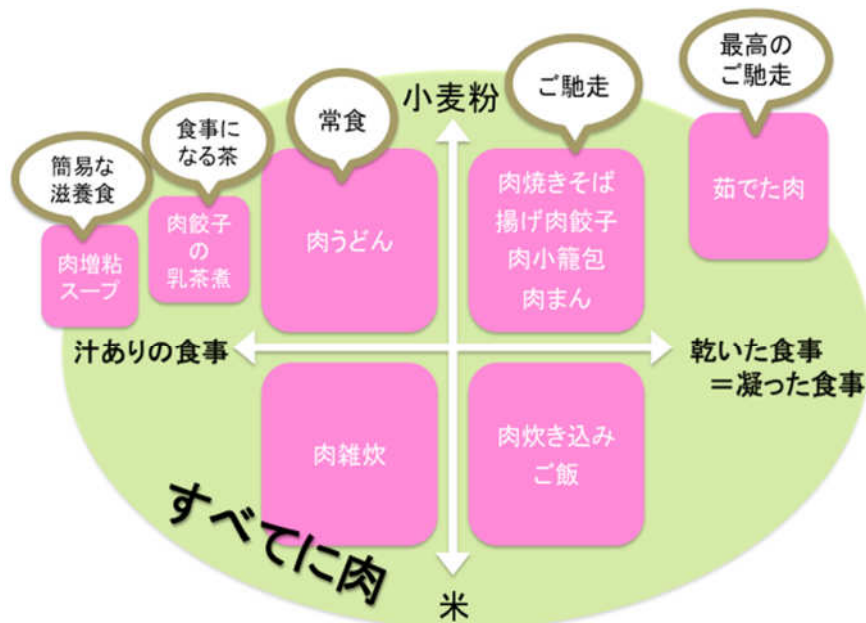 最高の
ご馳走
ご馳走
小麦粉
常食
食事に
なる茶
簡易な
滋養食
茹でた肉
肉焼きそば
揚げ肉餃子
肉小籠包
肉まん
肉うどん
肉餃子
の
乳茶煮
肉増粘
スープ
汁ありの食事
乾いた食事
=凝った食事
肉雑炊
肉炊き込み
ご飯
すべてに肉
米